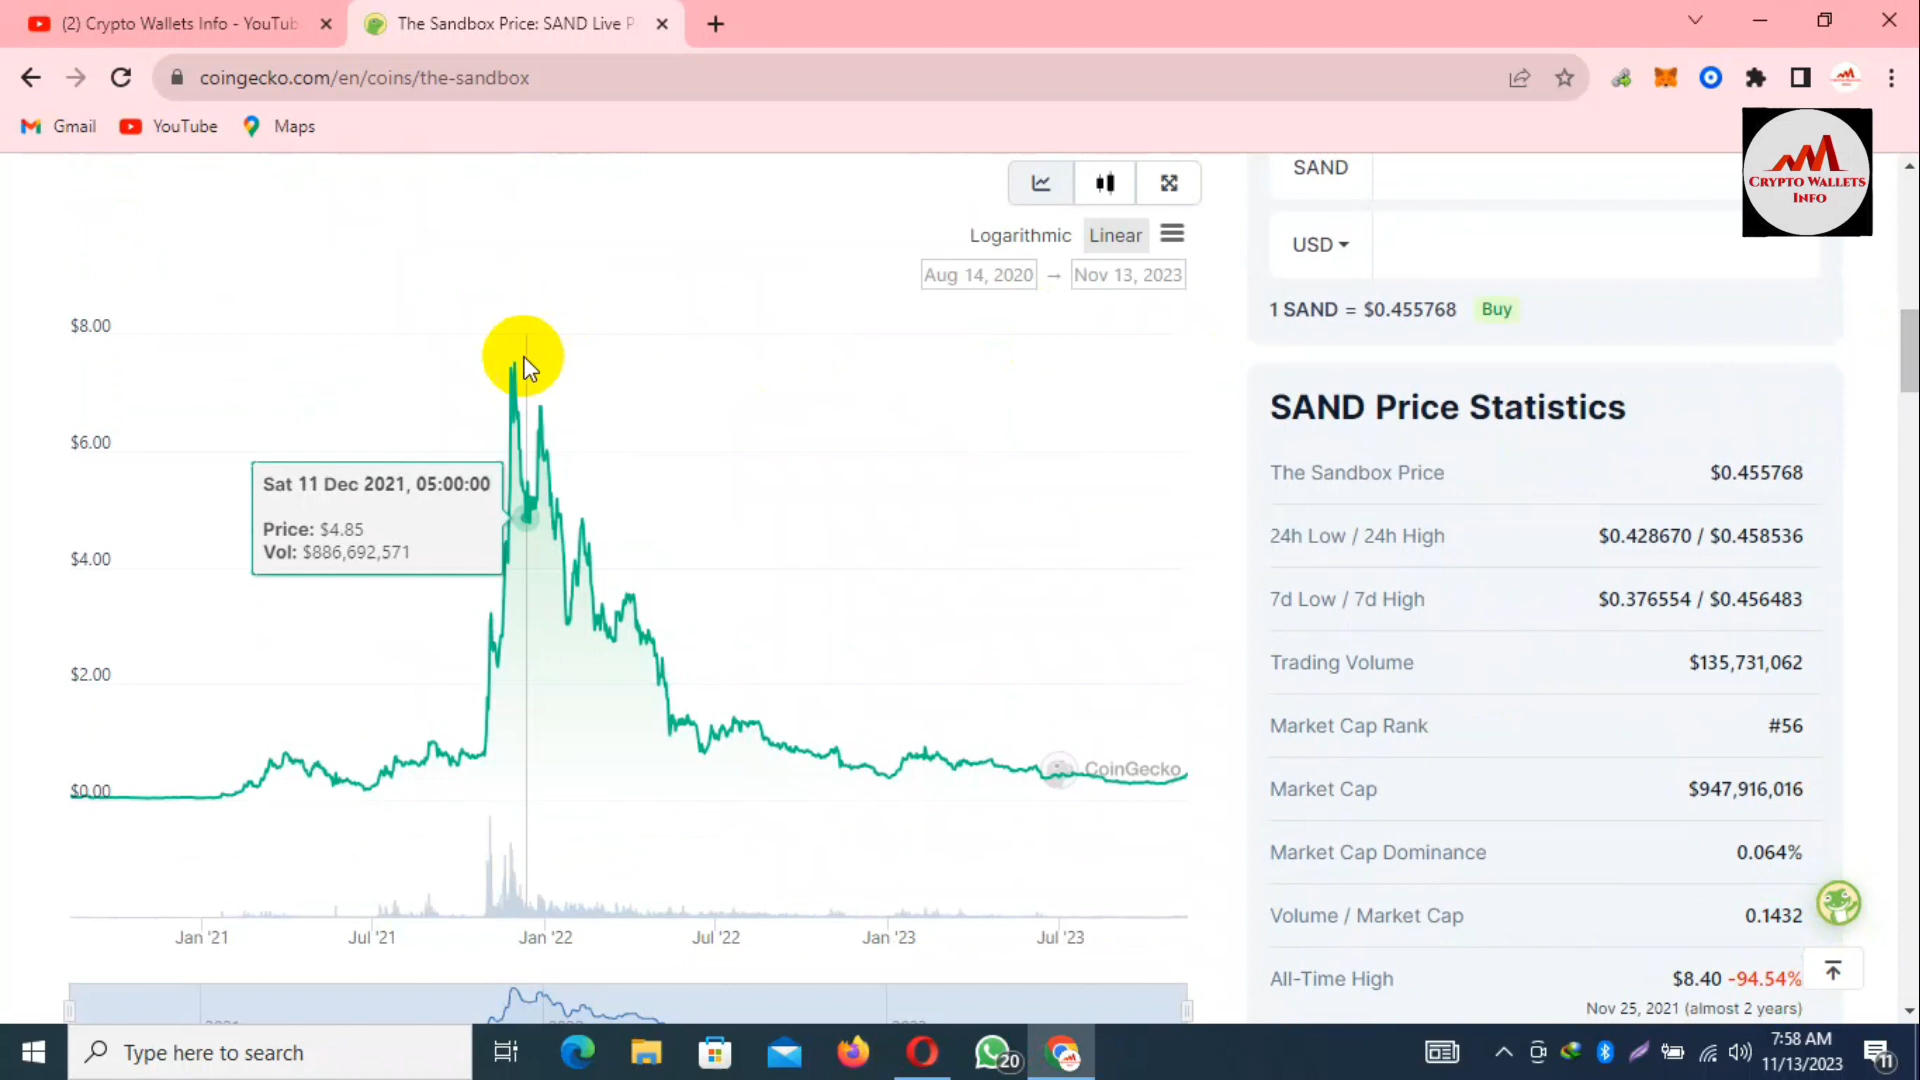 (2) Crypto Wallets Info - YouTub
The Sandbox Price: SAND Live P
coingecko.com/en/coins/the-sandbox
Gmail
YouTube
Maps
CRYPTO WALLETS
INFO
SAND
Logarithmic
Linear
USD
Aug 14, 2020 → Nov 13, 2023
1 SAND = $0.455768
Buy
$8.00
$6.00
$4.00
$2.00
$0.00
Sat 11 Dec 2021, 05:00:00
Price: $4.85
Vol: $886,692,571
CoinGecko
Jan '21
Jul '21
Jan '22
Jul '22
Jan '23
Jul '23
SAND Price Statistics
The Sandbox Price $0.455768
24h Low / 24h High $0.428670 / $0.458536
7d Low / 7d High $0.376554 / $0.456483
Trading Volume $135,731,062
Market Cap Rank #56
Market Cap $947,916,016
Market Cap Dominance 0.064%
Volume / Market Cap 0.1432
All-Time High $8.40 -94.54%
Nov 25, 2021 (almost 2 years)
Type here to search
20
7:58 AM
11/13/2023
11